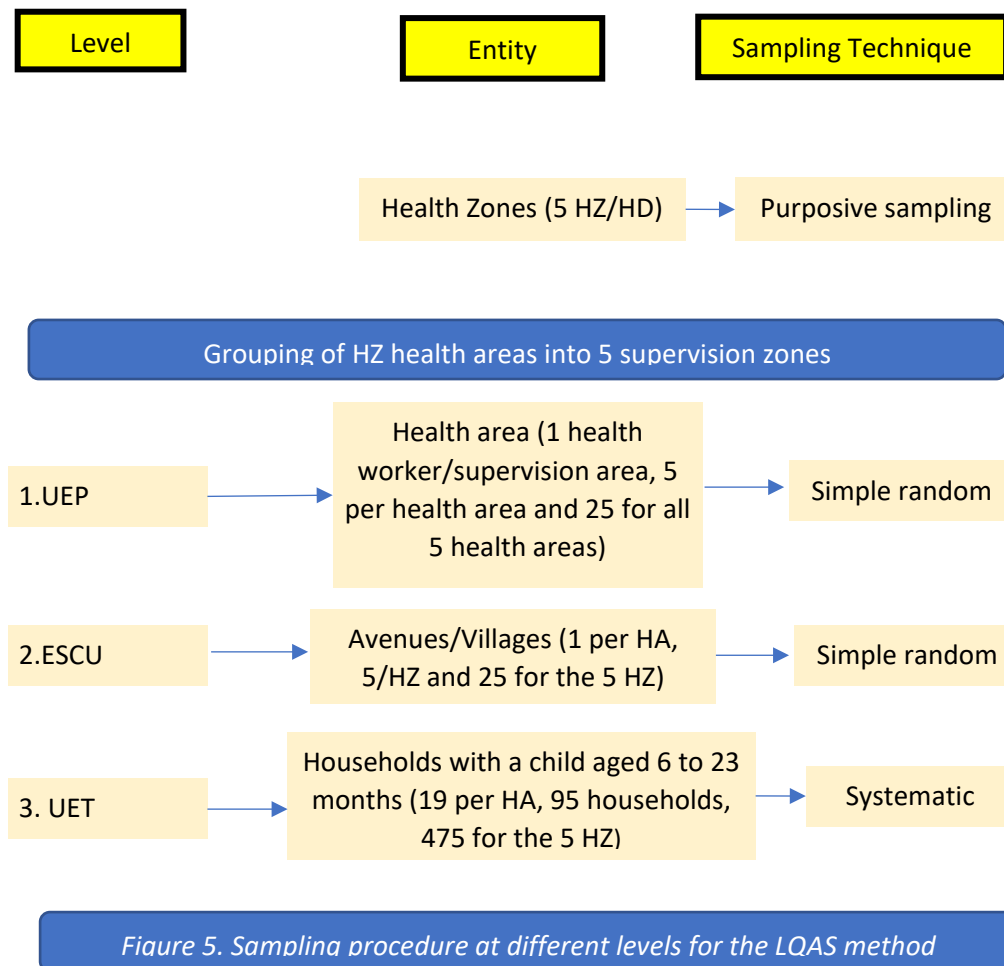 Level
Entity
Sampling Technique
Health Zones (5 HZ/HD)
Purposive sampling
Grouping of HZ health areas into 5 supervision zones
1.UEP
Health area (1 health
worker/supervision area, 5
per health area and 25 for all
5 health areas)
Simple random
2.ESCU
Avenues/Villages (1 per HA,
5/HZ and 25 for the 5 HZ)
Simple random
3. UET
Households with a child aged 6 to 23
months (19 per HA, 95 households,
475 for the 5 HZ)
Systematic
Figure 5. Sampling procedure at different levels for the LQAS method